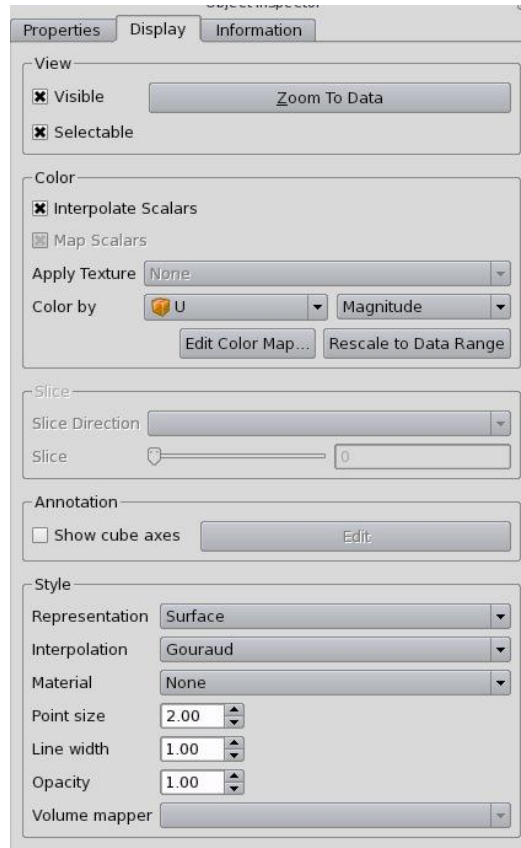 Object Inspector
Properties Display Information
View
Visible Zoom To Data
Selectable
Color
Interpolate Scalars
Map Scalars
Apply Texture None
Color by U Magnitude
Edit Color Map... Rescale to Data Range
Slice
Slice Direction
Slice 0
Annotation
Show cube axes Edit
Style
Representation Surface
Interpolation Gouraud
Material None
Point size 2.00
Line width 1.00
Opacity 1.00
Volume mapper